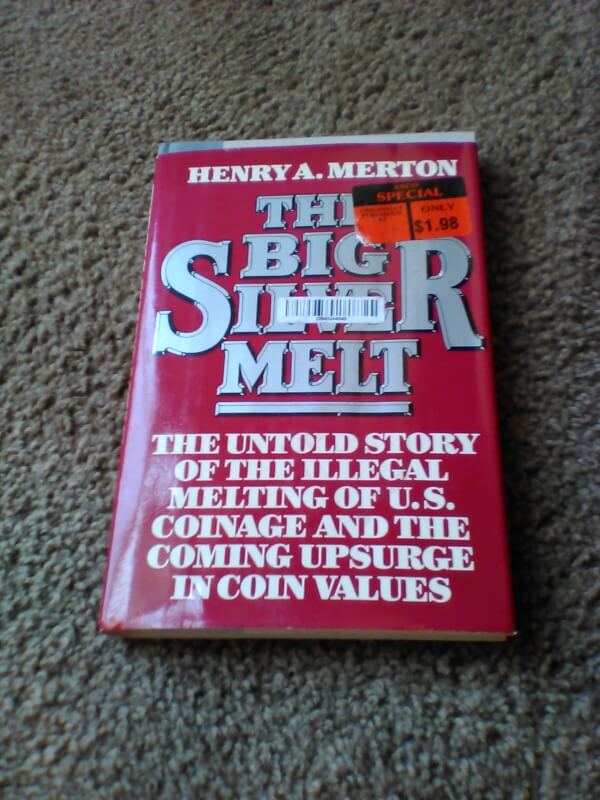 HENRY A. MERTON
THE
BIG
SILVER
MELT
SPECIAL
ONLY
$1.98
THE UNTOLD STORY
OF THE ILLEGAL
MELTING OF U.S.
COINAGE AND THE
COMING UPSURGE
IN COIN VALUES